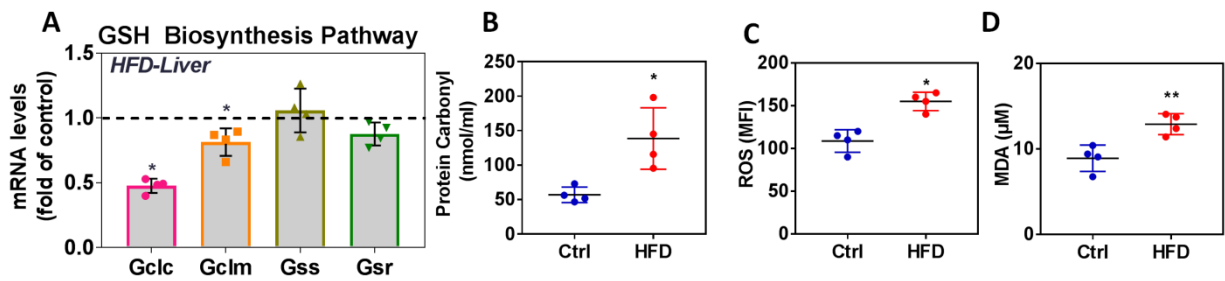 A
GSH Biosynthesis Pathway
HFD-Liver
mRNA levels
(fold of control)
1.5
1.0
0.5
0.0
*
*
Gclc
Gclm
Gss
Gsr
B
Protein Carbonyl
(nmol/ml)
250
200
150
100
50
0
*
Ctrl
HFD
C
ROS (MFI)
200
150
100
50
0
*
Ctrl
HFD
D
MDA (μM)
20
10
0
**
Ctrl
HFD